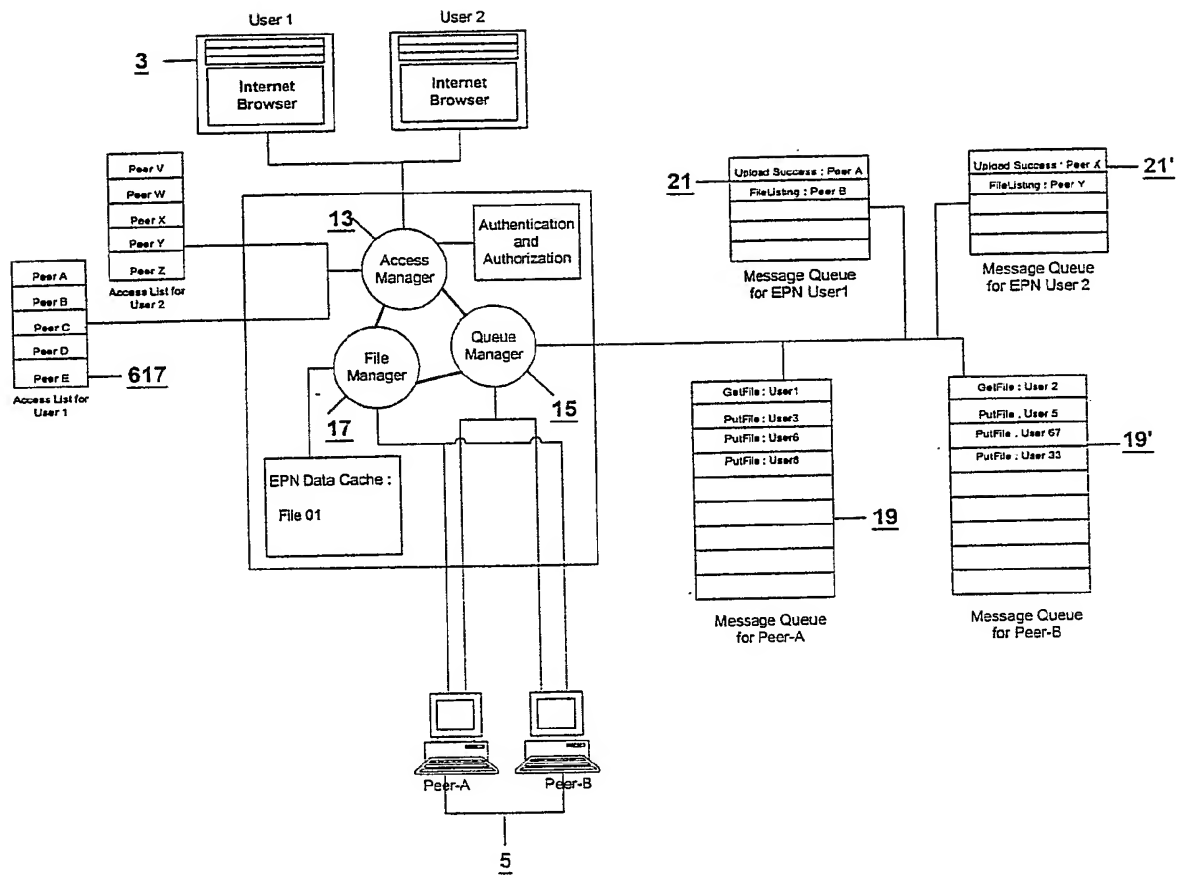 User 1
User 2
3
Internet
Browser
Internet
Browser
Peer V
Peer W
Peer X
Peer Y
Peer Z
Access List for
User 2
Peer A
Peer B
Peer C
Peer D
Peer E
617
Access List for
User 1
13
Authentication
and
Authorization
Access
Manager
File
Manager
17
Queue
Manager
15
EPN Data Cache :
File 01
21
Upload Success : Peer A
FileListing : Peer B
Message Queue
for EPN User1
Upload Success : Peer X
21'
FileListing : Peer Y
Message Queue
for EPN User 2
GetFile : User1
PutFile : User3
PutFile : User6
PutFile : User8
19
Message Queue
for Peer-A
GetFile : User 2
PutFile . User 5
PutFile . User 67
19'
PutFile : User 33
Message Queue
for Peer-B
Peer-A
Peer-B
5